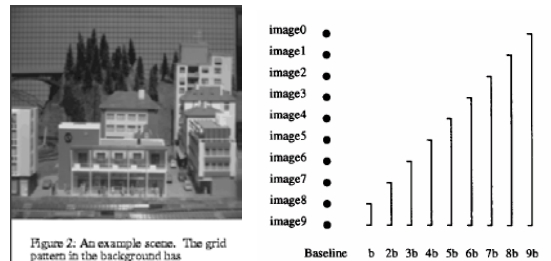 Figure 2: An example scene. The grid
pattern in the background has
image0
image1
image2
image3
image4
image5
image6
image7
image8
image9
Baseline b 2b 3b 4b 5b 6b 7b 8b 9b